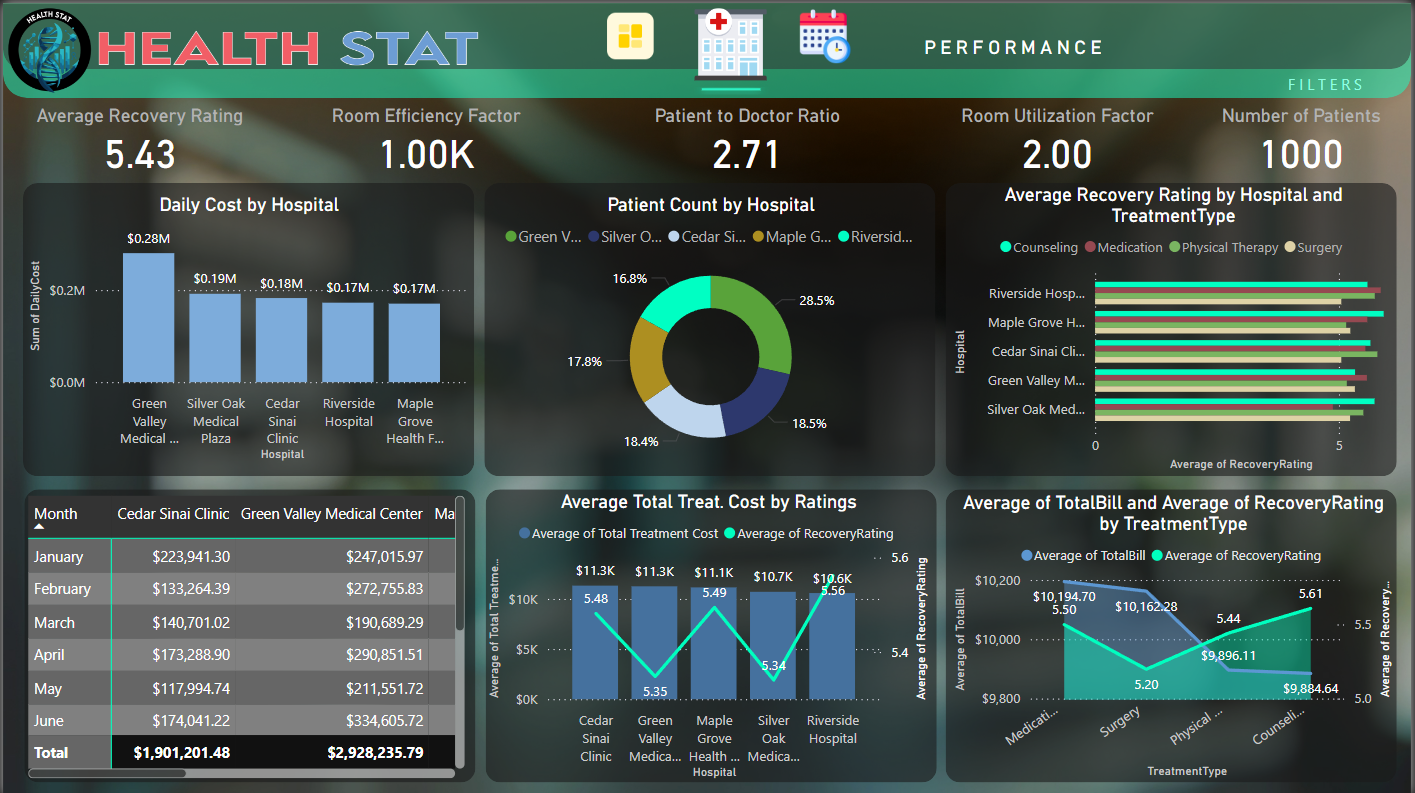 HEALTH STAT
HEALTH STAT
PERFORMANCE
FILTERS
Average Recovery Rating
5.43
Room Efficiency Factor
1.00K
Patient to Doctor Ratio
2.71
Room Utilization Factor
2.00
Number of Patients
1000
Daily Cost by Hospital
Sum of DailyCost
$0.2M
$0.0M
$0.28M
$0.19M
$0.18M
$0.17M
$0.17M
Green
Valley
Medical ...
Silver Oak
Medical
Plaza
Cedar
Sinai
Clinic
Riverside
Hospital
Maple
Grove
Health F...
Hospital
Patient Count by Hospital
Green V...
Silver O...
Cedar Si...
Maple G...
Riversid...
16.8%
28.5%
17.8%
18.4%
18.5%
Average Recovery Rating by Hospital and
TreatmentType
Counseling
Medication
Physical Therapy
Surgery
Hospital
Riverside Hosp...
Maple Grove H...
Cedar Sinai Cli...
Green Valley M...
Silver Oak Med...
0
5
Average of RecoveryRating
Month Cedar Sinai Clinic Green Valley Medical Center Ma
January $223,941.30 $247,015.97
February $133,264.39 $272,755.83
March $140,701.02 $190,689.29
April $173,288.90 $290,851.51
May $117,994.74 $211,551.72
June $174,041.22 $334,605.72
Total $1,901,201.48 $2,928,235.79
Average Total Treat. Cost by Ratings
Average of Total Treatment Cost
Average of RecoveryRating
Average of Total Treatme...
$10K
$5K
$0K
$11.3K
$11.3K
$11.1K
$10.7K
$10.6K
5.48
5.35
5.49
5.34
5.56
5.6
5.4
Average of RecoveryRating
Cedar
Sinai
Clinic
Green
Valley
Medica...
Maple
Grove
Health ...
Silver
Oak
Medica...
Riverside
Hospital
Hospital
Average of TotalBill and Average of RecoveryRating
by TreatmentType
Average of TotalBill
Average of RecoveryRating
Average of TotalBill
$10,200
$10,000
$9,800
$10,194.70
5.50
$10,162.28
5.20
5.44
$9,896.11
5.61
$9,884.64
5.5
5.0
Average of Recovery...
Medicati...
Surgery
Physical ...
Counseli...
TreatmentType